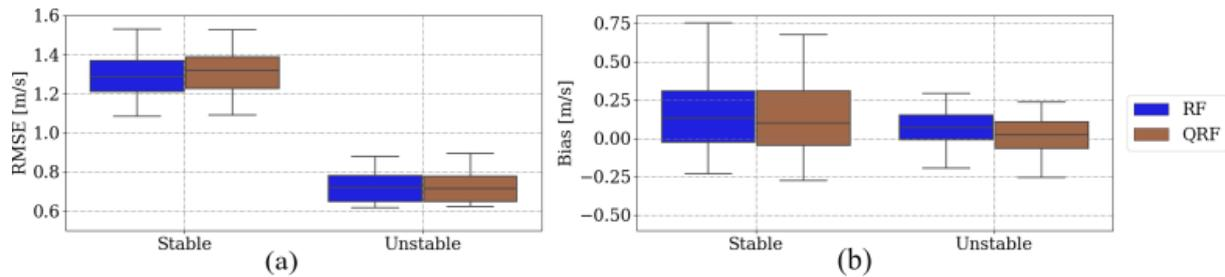 RMSE [m/s]
1.6
1.4
1.2
1.0
0.8
0.6
Stable
Unstable
(a)
Bias [m/s]
0.75
0.50
0.25
0.00
−0.25
−0.50
Stable
Unstable
(b)
RF
QRF